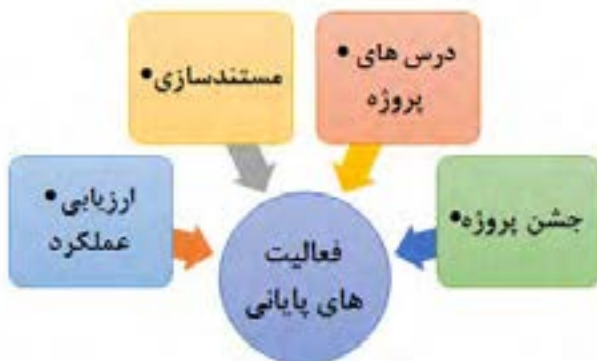 درس های •
پروژه
مستندسازی •
جشن پروژه •
ارزیابی •
عملکرد
فعالیت
های پایانی